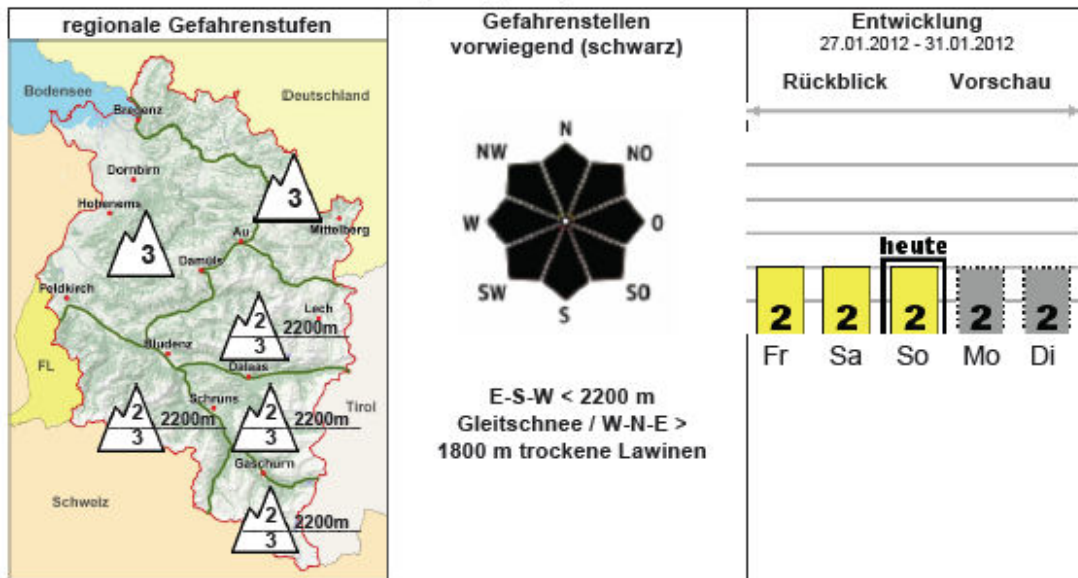 regionale Gefahrenstufen
Bodensee
Deutschland
Bregenz
Dornbirn
3
Hohenems
Mittelberg
Au
3
Damüls
Feldkirch
Lech
2
2200m
3
Bludenz
FL
Dalaas
Tirol
Schruns
2
2200m
3
2
2200m
3
Gaschurn
Schweiz
2
2200m
3
Gefahrenstellen
vorwiegend (schwarz)
N
NW
NO
W
O
SW
SO
S
E-S-W < 2200 m
Gleitschnee / W-N-E >
1800 m trockene Lawinen
Entwicklung
27.01.2012 - 31.01.2012
Rückblick Vorschau
heute
2 2 2 2 2
Fr Sa So Mo Di